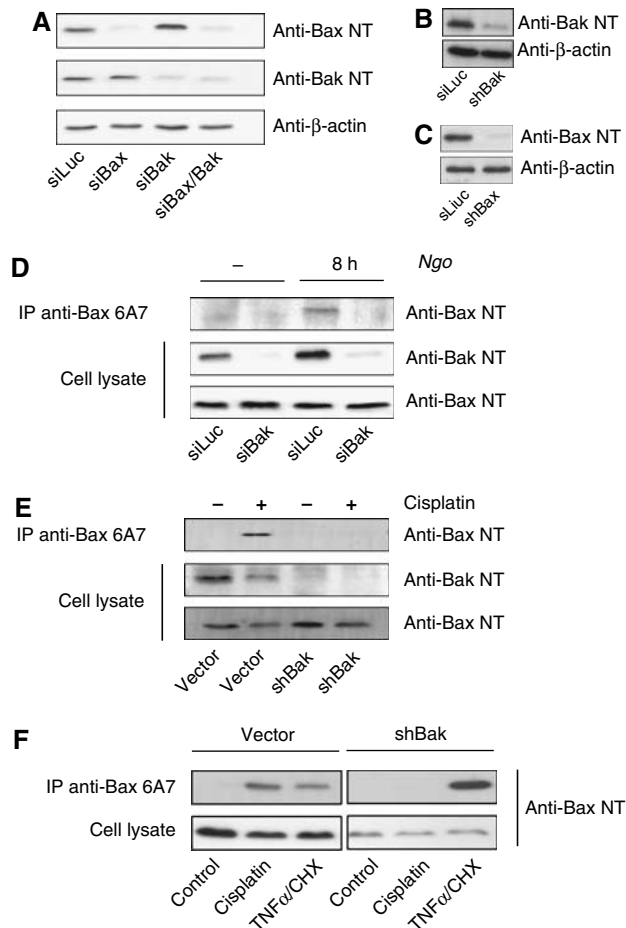 A
Anti-Bax NT
Anti-Bak NT
Anti-β-actin
siLuc
siBax
siBak
siBax/Bak
B
Anti-Bak NT
Anti-β-actin
siLuc
shBak
C
Anti-Bax NT
Anti-β-actin
sLiuc
shBax
D
– 8 h Ngo
IP anti-Bax 6A7 Anti-Bax NT
Cell lysate
Anti-Bak NT
Anti-Bax NT
siLuc
siBak
siLuc
siBak
E
– + – + Cisplatin
IP anti-Bax 6A7 Anti-Bax NT
Cell lysate
Anti-Bak NT
Anti-Bax NT
Vector
Vector
shBak
shBak
F
Vector shBak
IP anti-Bax 6A7
Cell lysate
Anti-Bax NT
Control
Cisplatin
TNFα/CHX
Control
Cisplatin
TNFα/CHX